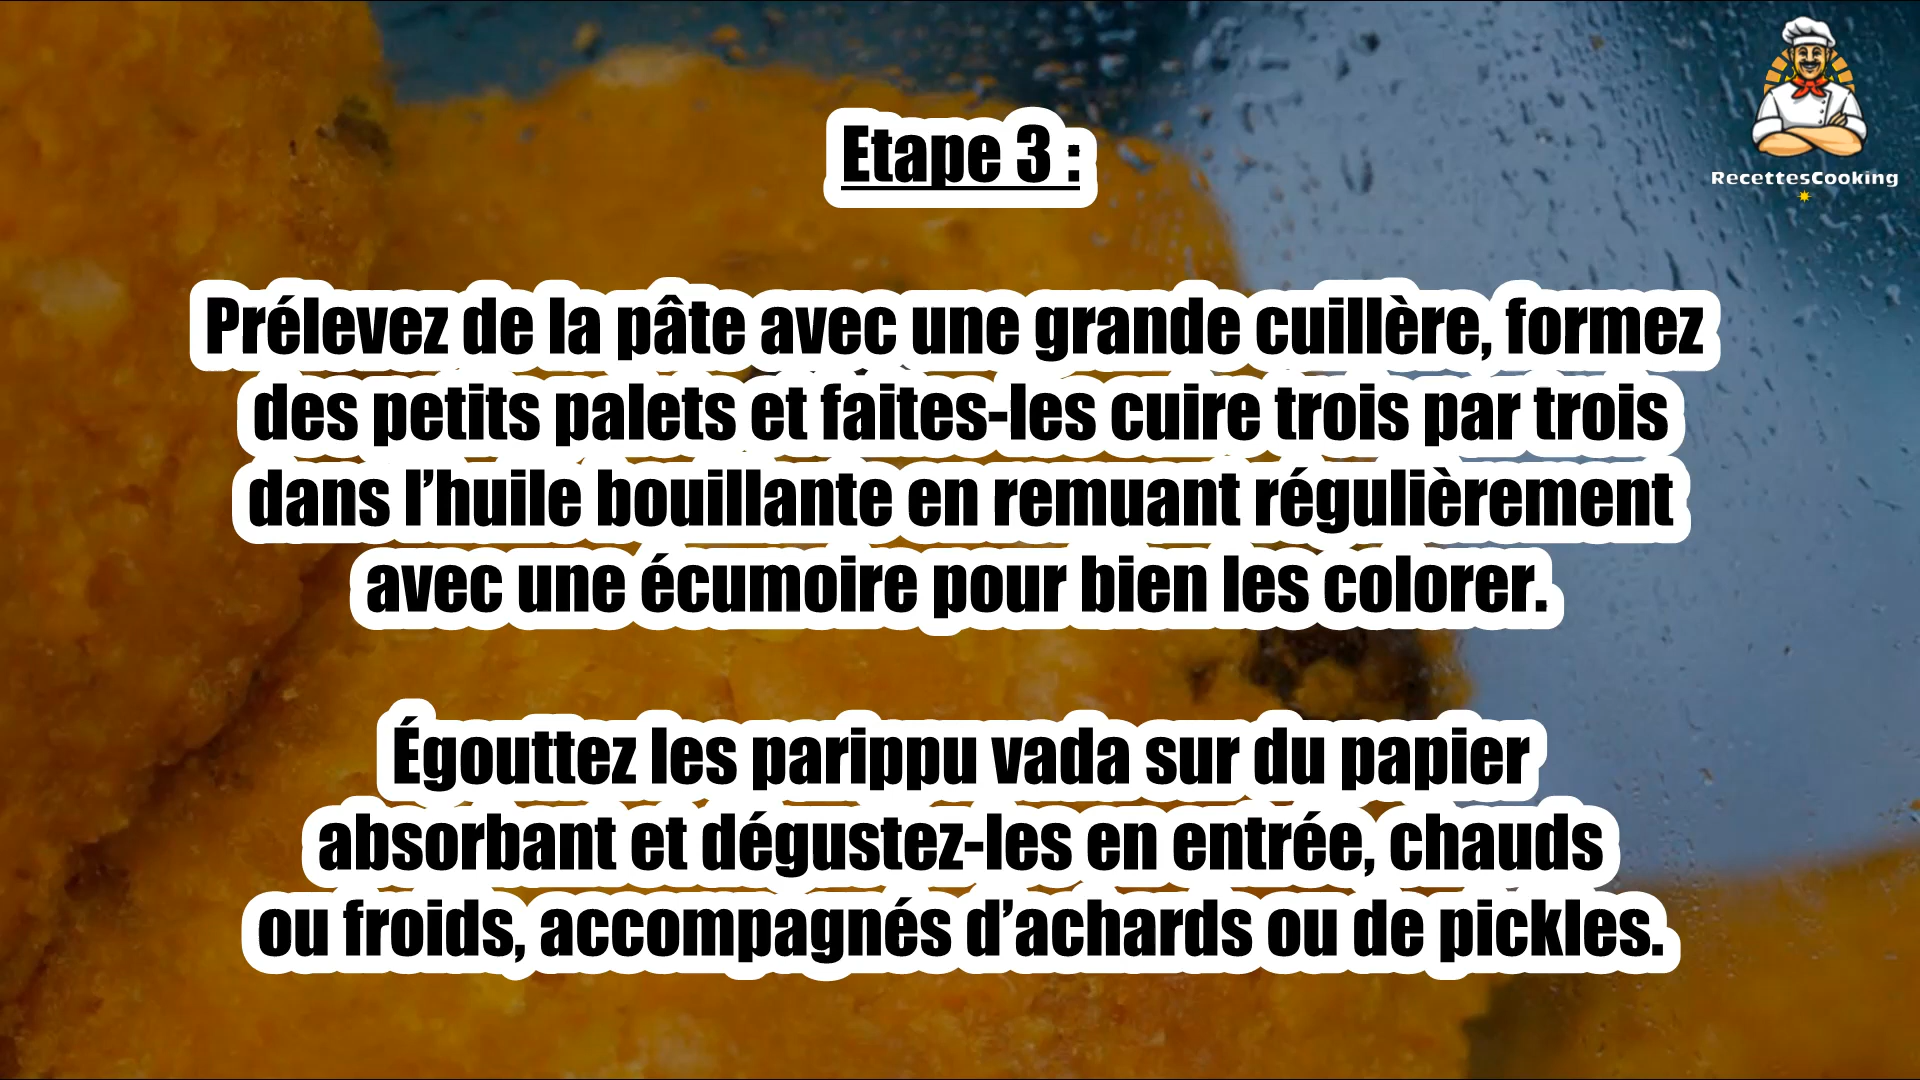 Etape 3 :
RecettesCooking
Prélevez de la pâte avec une grande cuillère, formez
des petits palets et faites-les cuire trois par trois
dans l’huile bouillante en remuant régulièrement
avec une écumoire pour bien les colorer.
Égouttez les parippu vada sur du papier
absorbant et dégustez-les en entrée, chauds
ou froids, accompagnés d’achards ou de pickles.